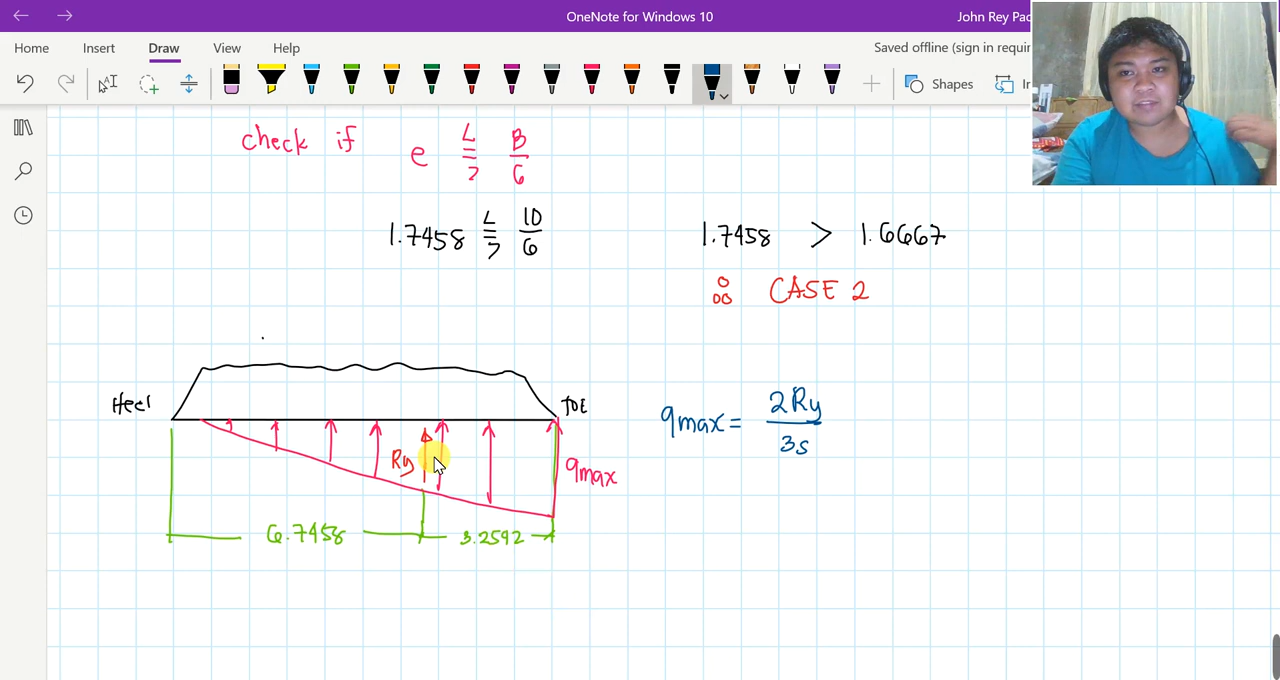 OneNote for Windows 10
John Rey Pac
Home Insert Draw View Help
Saved offline (sign in requir
Shapes
In
check if e < = > B/6
1.7458 < = > 10/6
1.7458 > 1.6667
∴ CASE 2
Heel
TOE
qmax = 2Ry/3s
Ry
qmax
6.7458
3.2592